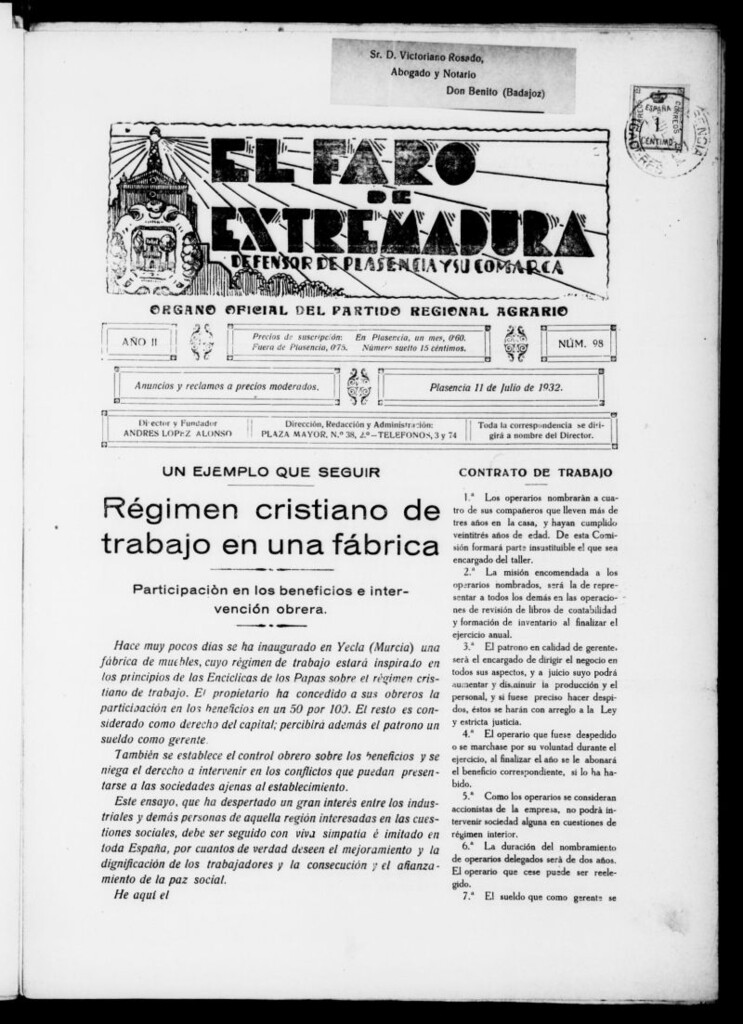 Sr. D. Victoriano Rosado,
Abogado y Notario
Don Benito (Badajoz)
ESPAÑA
CORREOS
1
CENTIMO
EL FARO
DE
EXTREMADURA
DEFENSOR DE PLASENCIA Y SU COMARCA
ORGANO OFICIAL DEL PARTIDO REGIONAL AGRARIO
AÑO II
Precios de suscripción: En Plasencia, un mes, 0'60.
Fuera de Plasencia, 0'75. Número suelto 15 céntimos.
NÚM. 98
Anuncios y reclamos a precios moderados.
Plasencia 11 de Julio de 1932.
Director y Fundador
ANDRES LOPEZ ALONSO
Dirección, Redacción y Administración:
PLAZA MAYOR, N.º 38, 2.º—TELEFONOS, 3 y 74
Toda la correspondencia se diri-
girá a nombre del Director.
UN EJEMPLO QUE SEGUIR
Régimen cristiano de
trabajo en una fábrica
Participaciòn en los beneficios e inter-
vención obrera.
Hace muy pocos días se ha inaugurado en Yecla (Murcia) una
fábrica de muebles, cuyo régimen de trabajo estará inspirado en
los principios de las Encíclicas de los Papas sobre el régimen cris-
tiano de trabajo. El propietario ha concedido a sus obreros la
participación en los beneficios en un 50 por 100. El resto es con-
siderado como derecho del capital; percibirá además el patrono un
sueldo como gerente.
También se establece el control obrero sobre los beneficios y se
niega el derecho a intervenir en los conflictos que puedan presen-
tarse a las sociedades ajenas al establecimiento.
Este ensayo, que ha despertado un gran interés entre los indus-
triales y demás personas de aquella región interesadas en las cues-
tiones sociales, debe ser seguido con viva simpatía é imitado en
toda España, por cuantos de verdad deseen el mejoramiento y la
dignificación de los trabajadores y la consecución y el afianza-
miento de la paz social.
He aquí el
CONTRATO DE TRABAJO
1.ª Los operarios nombrarán a cua-
tro de sus compañeros que lleven más de
tres años en la casa, y hayan cumplido
veintitrés años de edad. De esta Comi-
sión formará parte insustituible el que sea
encargado del taller.
2.ª La misión encomendada a los
operarios nombrados, será la de repre-
sentar a todos los demás en las operacio-
nes de revisión de libros de contabilidad
y formación de inventario al finalizar el
ejercicio anual.
3.ª El patrono en calidad de gerente,
será el encargado de dirigir el negocio en
todos sus aspectos, y a juicio suyo podrá
aumentar y disminuir la producción y el
personal, y si fuese preciso hacer despi-
didos, éstos se harán con arreglo a la Ley
y estricta justicia.
4.ª El operario que fuese despedido
o se marchase por su voluntad durante el
ejercicio, al finalizar el año se le abonará
el beneficio correspondiente, si lo ha ha-
bido.
5.ª Como los operarios se consideran
accionistas de la empresa, no podrá in-
tervenir sociedad alguna en cuestiones de
régimen interior.
6.ª La duración del nombramiento
de operarios delegados será de dos años.
El operario que cese puede ser reele-
gido.
7.ª El sueldo que como gerente se